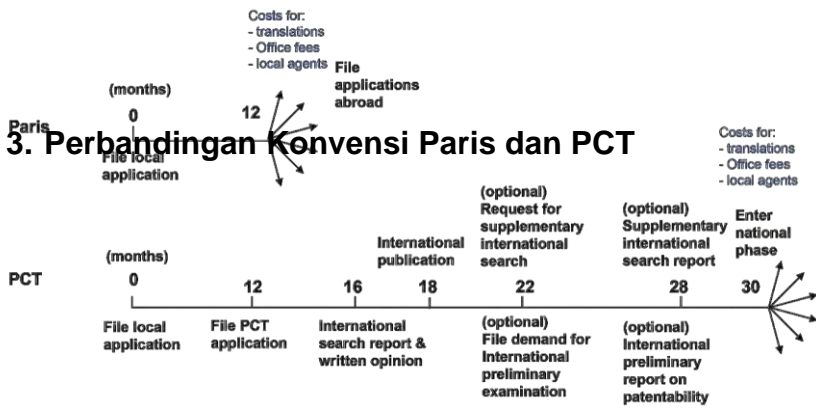 Costs for:
- translations
- Office fees
- local agents
File
applications
abroad
(months)
0
12
Paris
3. Perbandingan Konvensi Paris dan PCT
File local
application
Costs for:
- translations
- Office fees
- local agents
(optional)
Request for
supplementary
international
search
(optional)
Supplementary
international
search report
Enter
national
phase
International
publication
(months)
PCT
0
12
16
18
22
28
30
File local
application
File PCT
application
International
search report &
written opinion
(optional)
File demand for
International
preliminary
examination
(optional)
International
preliminary
report on
patentability